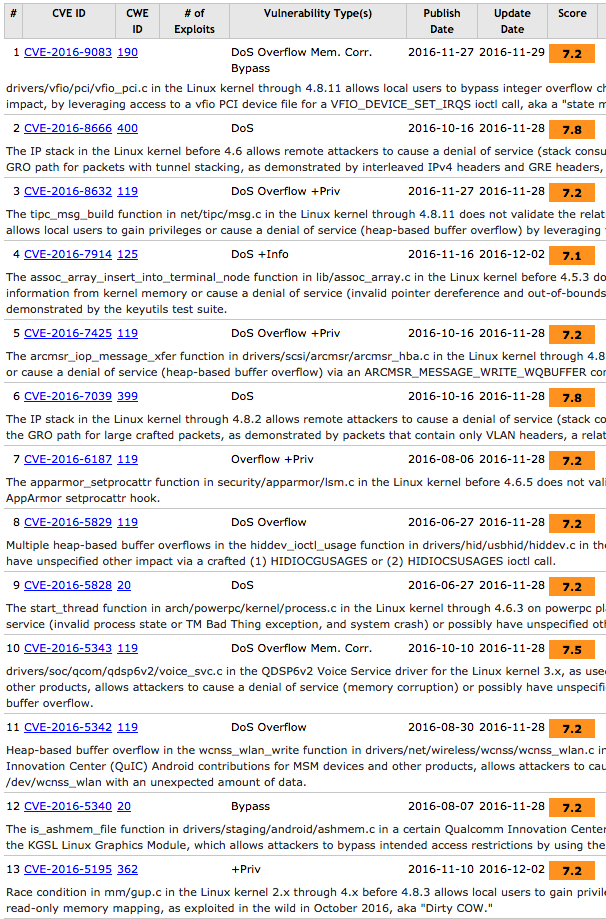 # CVE ID CWE ID # of Exploits Vulnerability Type(s) Publish Date Update Date Score
1 CVE-2016-9083 190 DoS Overflow Mem. Corr. Bypass 2016-11-27 2016-11-29 7.2
drivers/vfio/pci/vfio_pci.c in the Linux kernel through 4.8.11 allows local users to bypass integer overflow ch
impact, by leveraging access to a vfio PCI device file for a VFIO_DEVICE_SET_IRQS ioctl call, aka a "state m
2 CVE-2016-8666 400 DoS 2016-10-16 2016-11-28 7.8
The IP stack in the Linux kernel before 4.6 allows remote attackers to cause a denial of service (stack consu
GRO path for packets with tunnel stacking, as demonstrated by interleaved IPv4 headers and GRE headers,
3 CVE-2016-8632 119 DoS Overflow +Priv 2016-11-27 2016-11-28 7.2
The tipc_msg_build function in net/tipc/msg.c in the Linux kernel through 4.8.11 does not validate the relat
allows local users to gain privileges or cause a denial of service (heap-based buffer overflow) by leveraging
4 CVE-2016-7914 125 DoS +Info 2016-11-16 2016-12-02 7.1
The assoc_array_insert_into_terminal_node function in lib/assoc_array.c in the Linux kernel before 4.5.3 do
information from kernel memory or cause a denial of service (invalid pointer dereference and out-of-bounds
demonstrated by the keyutils test suite.
5 CVE-2016-7425 119 DoS Overflow +Priv 2016-10-16 2016-11-28 7.2
The arcmsr_iop_message_xfer function in drivers/scsi/arcmsr/arcmsr_hba.c in the Linux kernel through 4.8
or cause a denial of service (heap-based buffer overflow) via an ARCMSR_MESSAGE_WRITE_WQBUFFER con
6 CVE-2016-7039 399 DoS 2016-10-16 2016-11-28 7.8
The IP stack in the Linux kernel through 4.8.2 allows remote attackers to cause a denial of service (stack co
the GRO path for large crafted packets, as demonstrated by packets that contain only VLAN headers, a relat
7 CVE-2016-6187 119 Overflow +Priv 2016-08-06 2016-11-28 7.2
The apparmor_setprocattr function in security/apparmor/lsm.c in the Linux kernel before 4.6.5 does not vali
AppArmor setprocattr hook.
8 CVE-2016-5829 119 DoS Overflow 2016-06-27 2016-11-28 7.2
Multiple heap-based buffer overflows in the hiddev_ioctl_usage function in drivers/hid/usbhid/hiddev.c in the
have unspecified other impact via a crafted (1) HIDIOCGUSAGES or (2) HIDIOCSUSAGES ioctl call.
9 CVE-2016-5828 20 DoS 2016-06-27 2016-11-28 7.2
The start_thread function in arch/powerpc/kernel/process.c in the Linux kernel through 4.6.3 on powerpc pl
service (invalid process state or TM Bad Thing exception, and system crash) or possibly have unspecified oth
10 CVE-2016-5343 119 DoS Overflow Mem. Corr. 2016-10-10 2016-11-28 7.5
drivers/soc/qcom/qdsp6v2/voice_svc.c in the QDSP6v2 Voice Service driver for the Linux kernel 3.x, as use
other products, allows attackers to cause a denial of service (memory corruption) or possibly have unspecifi
buffer overflow.
11 CVE-2016-5342 119 DoS Overflow 2016-08-30 2016-11-28 7.2
Heap-based buffer overflow in the wcnss_wlan_write function in drivers/net/wireless/wcnss/wcnss_wlan.c in
Innovation Center (QuIC) Android contributions for MSM devices and other products, allows attackers to cau
/dev/wcnss_wlan with an unexpected amount of data.
12 CVE-2016-5340 20 Bypass 2016-08-07 2016-11-28 7.2
The is_ashmem_file function in drivers/staging/android/ashmem.c in a certain Qualcomm Innovation Center
the KGSL Linux Graphics Module, which allows attackers to bypass intended access restrictions by using the
13 CVE-2016-5195 362 +Priv 2016-11-10 2016-12-02 7.2
Race condition in mm/gup.c in the Linux kernel 2.x through 4.x before 4.8.3 allows local users to gain privile
read-only memory mapping, as exploited in the wild in October 2016, aka "Dirty COW."